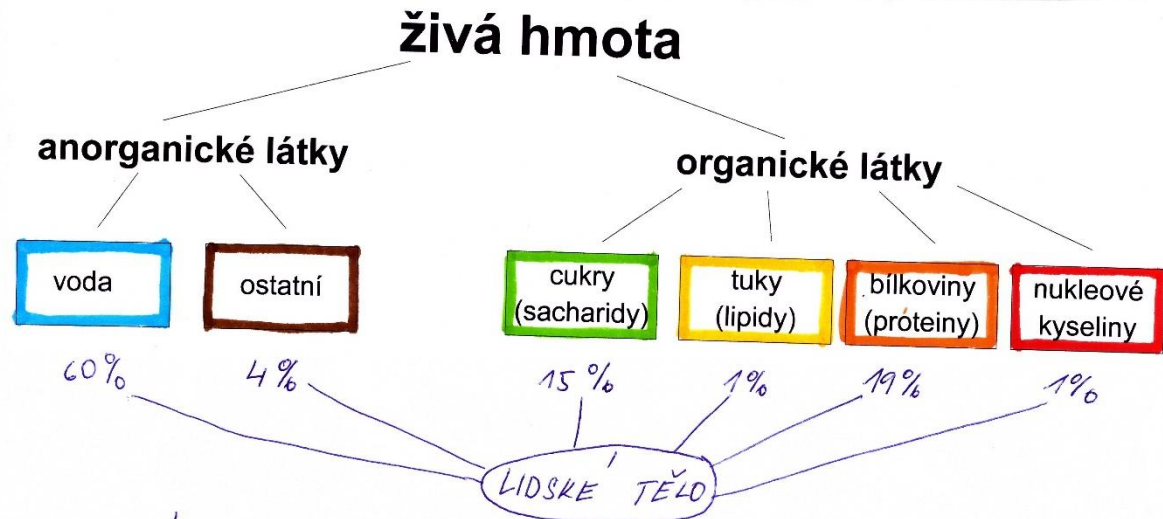 živá hmota
anorganické látky
organické látky
voda
ostatní
cukry
(sacharidy)
tuky
(lipidy)
bílkoviny
(próteiny)
nukleové
kyseliny
60%
4%
15%
1%
19%
1%
LIDSKÉ TĚLO